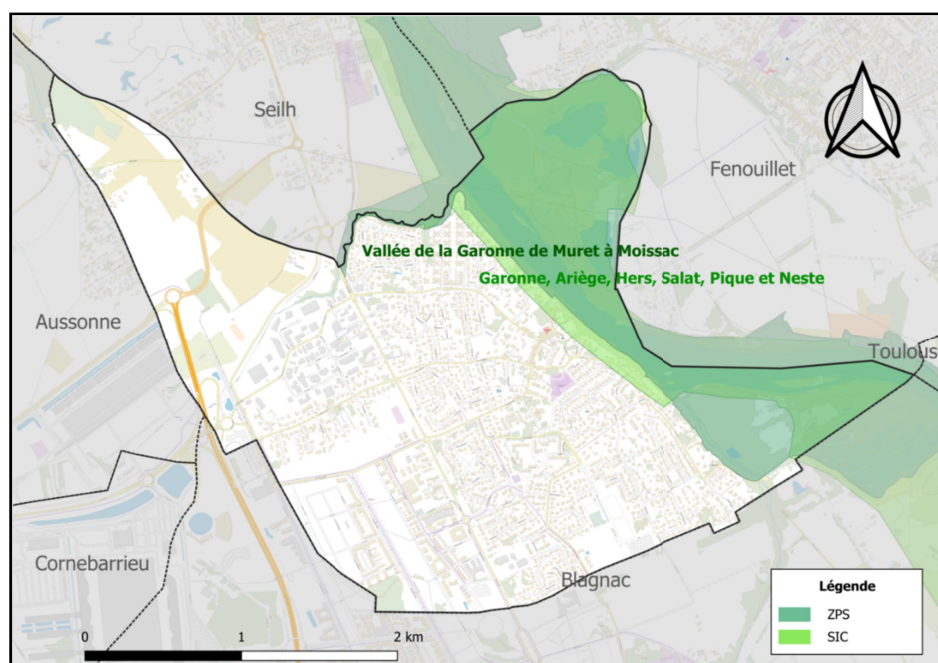 Seilh
Fenouillet
Vallée de la Garonne de Muret à Moissac
Garonne, Ariège, Hers, Salat, Pique et Neste
Aussonne
Toulous
Cornebarrieu
Blagnac
Légende
ZPS
SIC
0 1 2 km